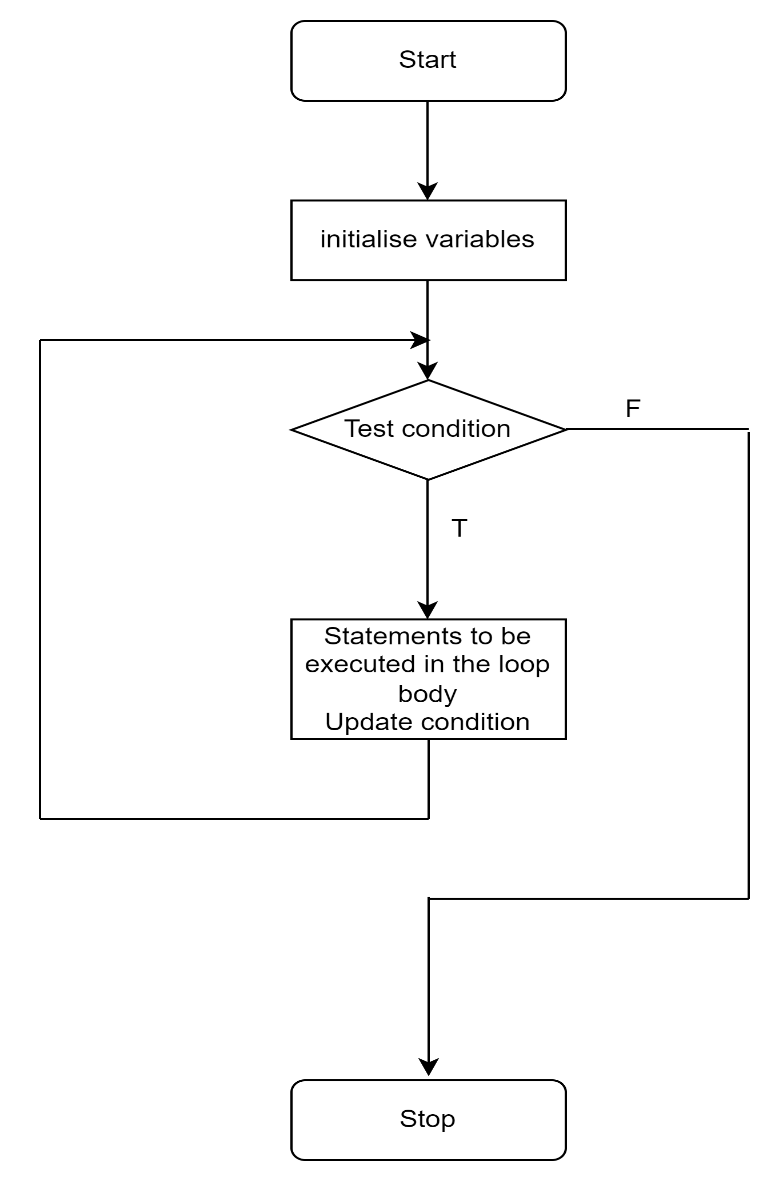 Start
initialise variables
Test condition
F
T
Statements to be
executed in the loop
body
Update condition
Stop